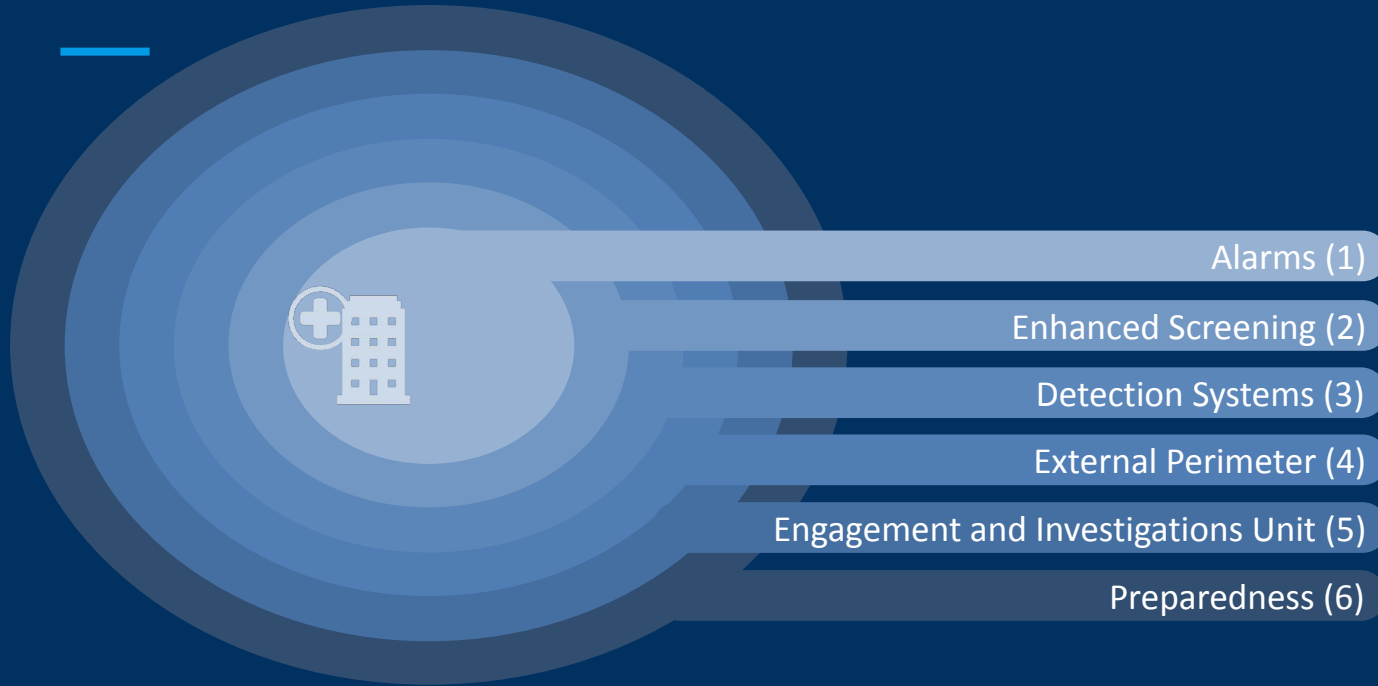 Alarms (1)
Enhanced Screening (2)
Detection Systems (3)
External Perimeter (4)
Engagement and Investigations Unit (5)
Preparedness (6)